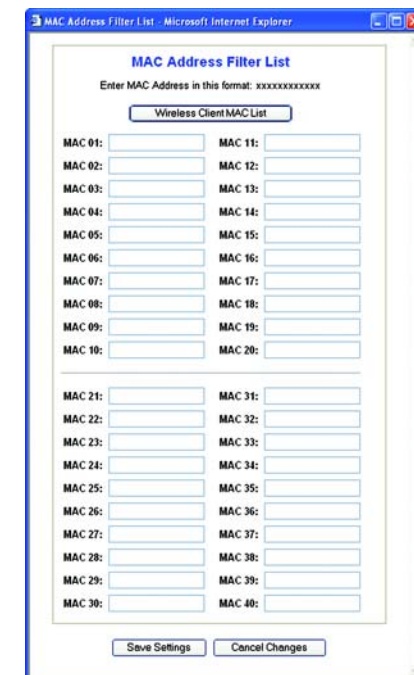 MAC Address Filter List - Microsoft Internet Explorer
MAC Address Filter List
Enter MAC Address in this format: xxxxxxxxxxxx
Wireless Client MAC List
MAC 01: MAC 11:
MAC 02: MAC 12:
MAC 03: MAC 13:
MAC 04: MAC 14:
MAC 05: MAC 15:
MAC 06: MAC 16:
MAC 07: MAC 17:
MAC 08: MAC 18:
MAC 09: MAC 19:
MAC 10: MAC 20:
MAC 21: MAC 31:
MAC 22: MAC 32:
MAC 23: MAC 33:
MAC 24: MAC 34:
MAC 25: MAC 35:
MAC 26: MAC 36:
MAC 27: MAC 37:
MAC 28: MAC 38:
MAC 29: MAC 39:
MAC 30: MAC 40:
Save Settings Cancel Changes